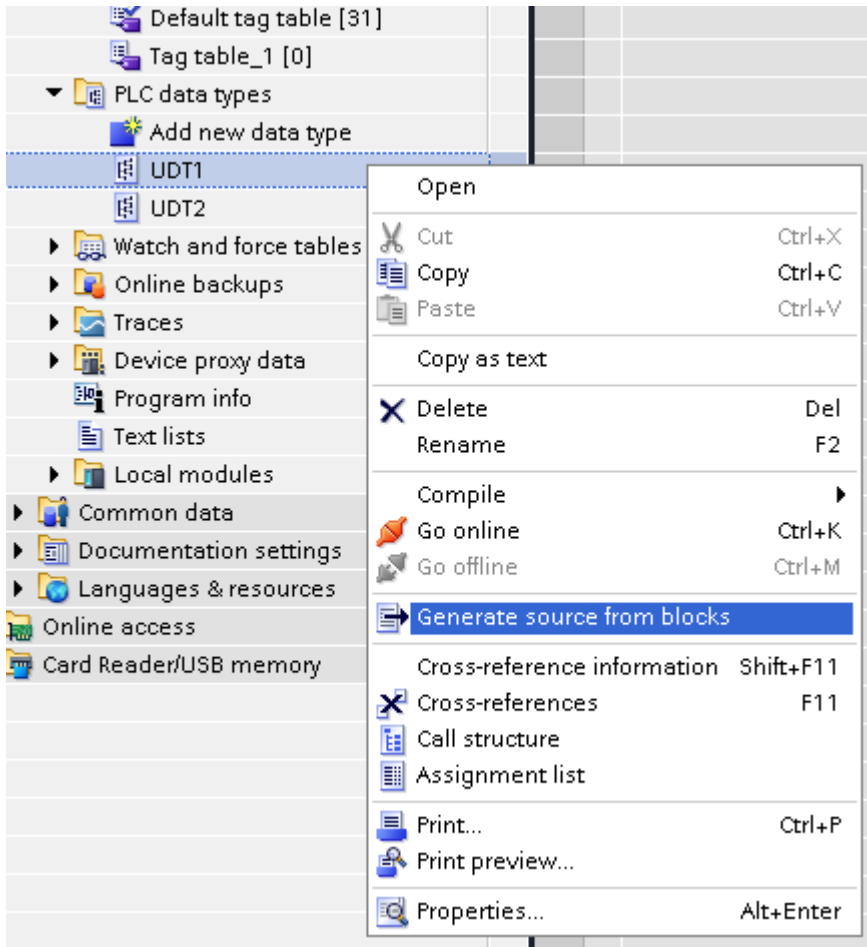 Default tag table [31]
Tag table_1 [0]
PLC data types
Add new data type
UDT1
UDT2
Watch and force tables
Online backups
Traces
Device proxy data
Program info
Text lists
Local modules
Common data
Documentation settings
Languages & resources
Online access
Card Reader/USB memory
Open
Cut Ctrl+X
Copy Ctrl+C
Paste Ctrl+V
Copy as text
Delete Del
Rename F2
Compile
Go online Ctrl+K
Go offline Ctrl+M
Generate source from blocks
Cross-reference information Shift+F11
Cross-references F11
Call structure
Assignment list
Print... Ctrl+P
Print preview...
Properties... Alt+Enter